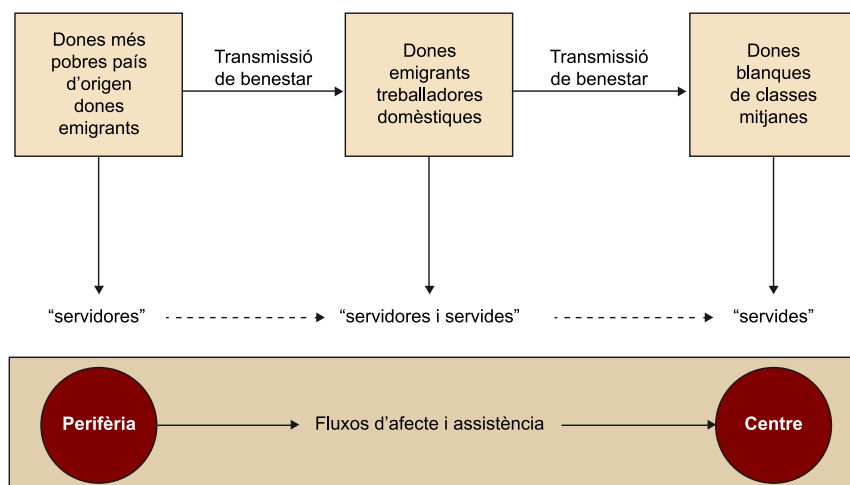 Dones més
pobres país
d’origen
dones
emigrants
Transmissió
de benestar
Dones
emigrants
treballadores
domèstiques
Transmissió
de benestar
Dones
blanques
de classes
mitjanes
“servidores”
“servidores i servides”
“servides”
Perifèria
Fluxos d’afecte i assistència
Centre